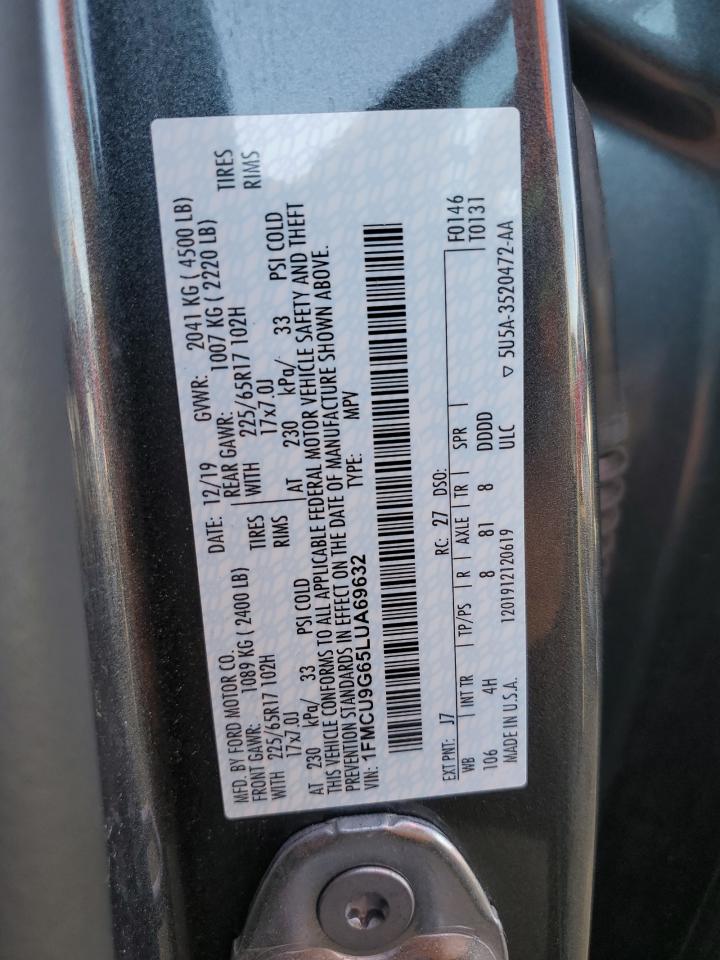 MFD. BY FORD MOTOR CO. DATE: 12/19 GVWR: 2041 KG ( 4500 LB)
FRONT GAWR: 1089 KG ( 2400 LB) REAR GAWR: 1007 KG ( 2220 LB)
WITH 225/65R17 102H TIRES WITH 225/65R17 102H TIRES
17x7.0J RIMS 17x7.0J RIMS
AT 230 kPa/ 33 PSI COLD AT 230 kPa/ 33 PSI COLD
THIS VEHICLE CONFORMS TO ALL APPLICABLE FEDERAL MOTOR VEHICLE SAFETY AND THEFT
PREVENTION STANDARDS IN EFFECT ON THE DATE OF MANUFACTURE SHOWN ABOVE.
VIN: 1FMCU9G65LUA69632 TYPE: MPV
F0146
EXT PNT: J7 RC: 27 DSO: T0131
WB INT TR TP/PS R AXLE TR SPR
106 4H 8 81 8 DDDD
MADE IN U.S.A. 1201912120619 ULC ▽ 5U5A-3520472-AA